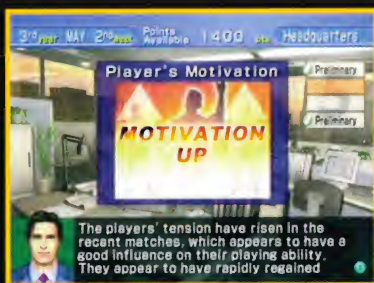 3rd year MAY 2nd week Points Available 1400 pts Headquarters
Player's Motivation
Preliminary
MOTIVATION
UP
Preliminary
The players' tension have risen in the
recent matches, which appears to have a
good influence on their playing ability.
They appear to have rapidly regained